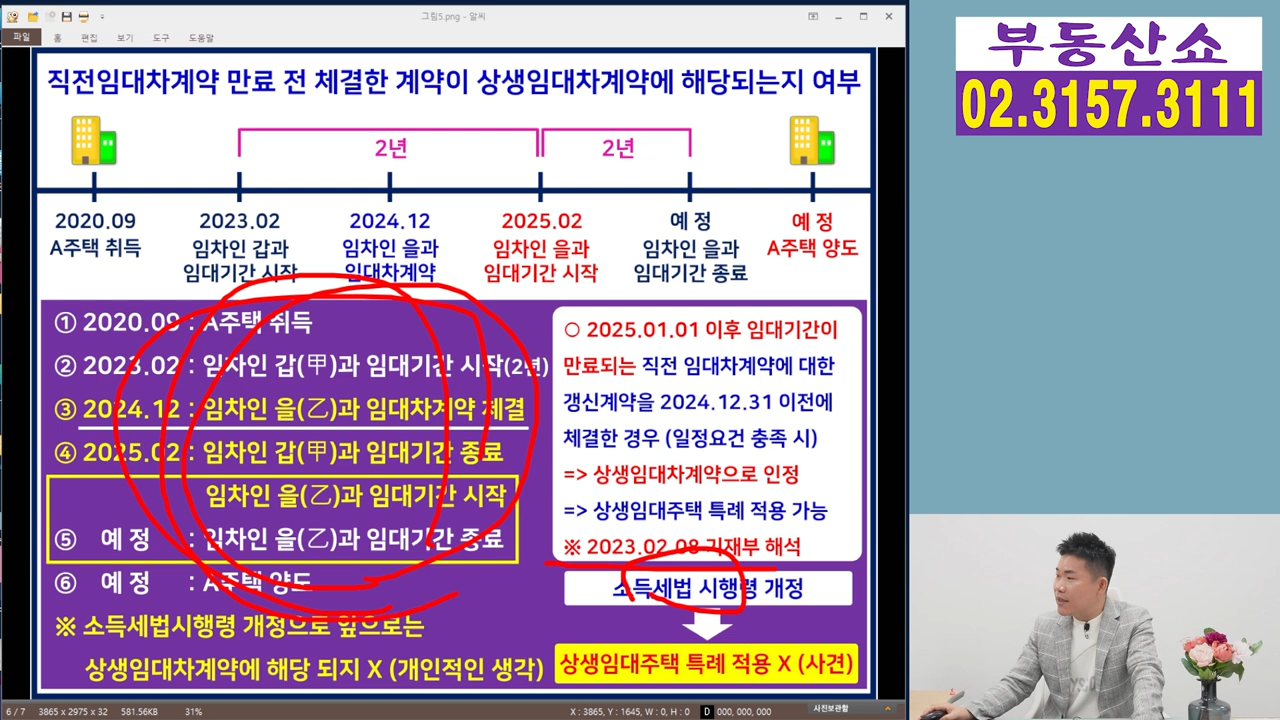 그림5.png - 알씨
파일 홈 편집 보기 도구 도움말
부동산쇼
02.3157.3111
직전임대차계약 만료 전 체결한 계약이 상생임대차계약에 해당되는지 여부
2년 2년
2020.09 2023.02 2024.12 2025.02 예 정 예 정
A주택 취득 임차인 갑과 임차인 을과 임차인 을과 임차인 을과 A주택 양도
임대기간 시작 임대차계약 임대기간 시작 임대기간 종료
① 2020.09 : A주택 취득
② 2023.02 : 임차인 갑(甲)과 임대기간 시작(2년)
③ 2024.12 : 임차인 을(乙)과 임대차계약 체결
④ 2025.02 : 임차인 갑(甲)과 임대기간 종료
임차인 을(乙)과 임대기간 시작
⑤ 예 정 : 임차인 을(乙)과 임대기간 종료
⑥ 예 정 : A주택 양도
※ 소득세법시행령 개정으로 앞으로는
상생임대차계약에 해당 되지 X (개인적인 생각)
○ 2025.01.01 이후 임대기간이
만료되는 직전 임대차계약에 대한
갱신계약을 2024.12.31 이전에
체결한 경우 (일정요건 충족 시)
=> 상생임대차계약으로 인정
=> 상생임대주택 특례 적용 가능
※ 2023.02.08 기재부 해석
소득세법 시행령 개정
상생임대주택 특례 적용 X (사견)
6 / 7 3865 x 2975 x 32 581.56KB 31% X : 3865, Y : 1645, W : 0, H : 0 D 000, 000, 000 사진보관함